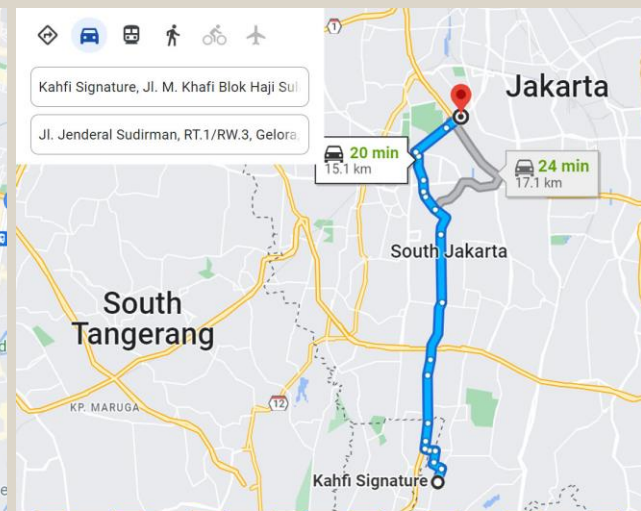 Kahfi Signature, Jl. M. Khafi Blok Haji Sul
Jl. Jenderal Sudirman, RT.1/RW.3, Gelora,
1
Jakarta
20 min
15.1 km
24 min
17.1 km
South Jakarta
South
Tangerang
KP. MARUGA
12
Kahfi Signature